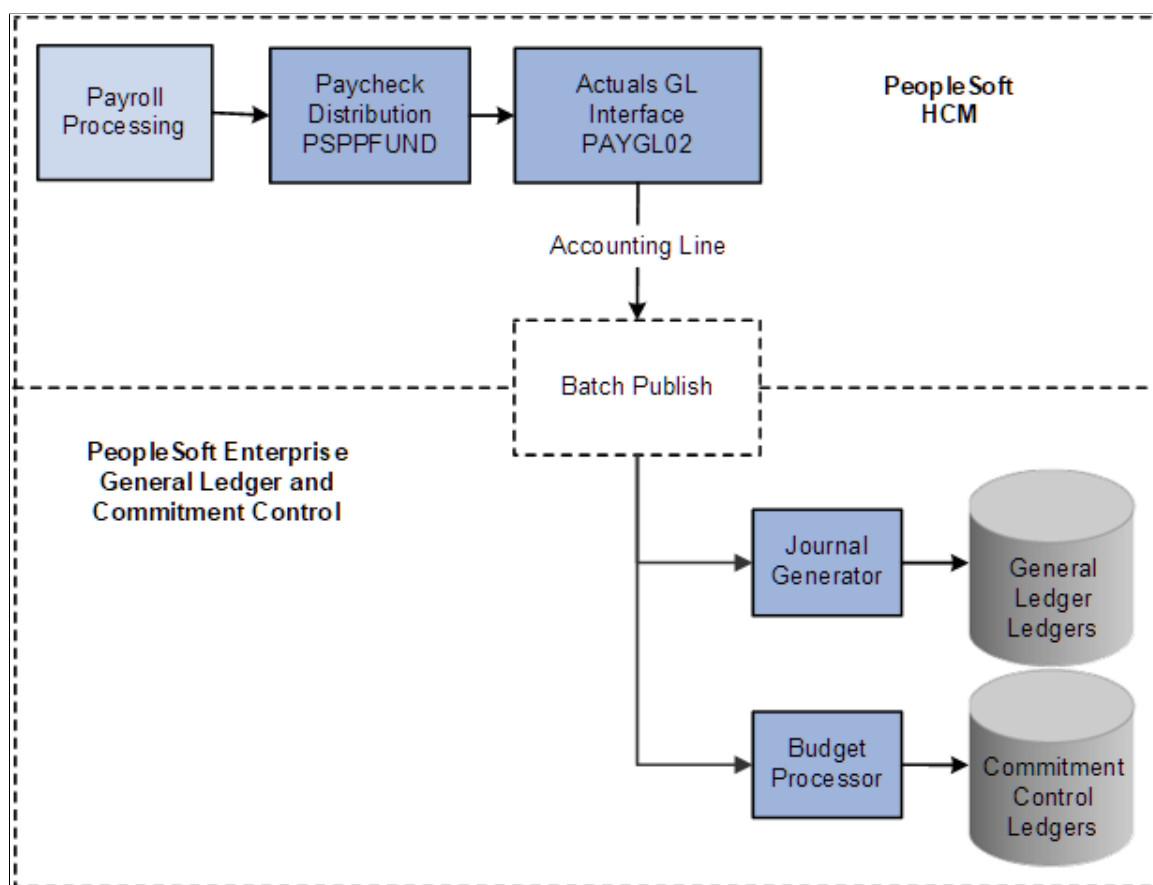 Payroll
Processing
Paycheck
Distribution
PSPPFUND
Actuals GL
Interface
PAYGL02
PeopleSoft
HCM
Accounting Line
Batch Publish
PeopleSoft Enterprise
General Ledger and
Commitment Control
Journal
Generator
General
Ledger
Ledgers
Budget
Processor
Commitment
Control
Ledgers